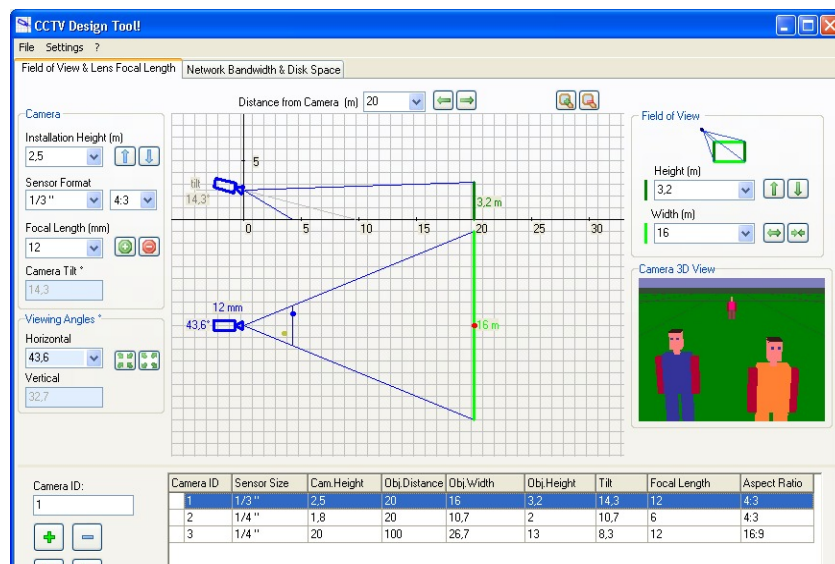 CCTV Design Tool!
File Settings ?
Field of View & Lens Focal Length Network Bandwidth & Disk Space
Distance from Camera (m) 20
Camera
Installation Height (m)
2,5
Sensor Format
1/3 " 4:3
Focal Length (mm)
12
Camera Tilt °
14,3
Viewing Angles °
Horizontal
43,6
Vertical
32,7
5
tilt
14,3°
3,2 m
0 5 10 15 20 25 30
12 mm
43,6°
16 m
Field of View
Height (m)
3,2
Width (m)
16
Camera 3D View
Camera ID:
1
Camera ID Sensor Size Cam.Height Obj.Distance Obj.Width Obj.Height Tilt Focal Length Aspect Ratio
1 1/3 " 2,5 20 16 3,2 14,3 12 4:3
2 1/4 " 1,8 20 10,7 2 10,7 6 4:3
3 1/4 " 20 100 26,7 13 8,3 12 16:9